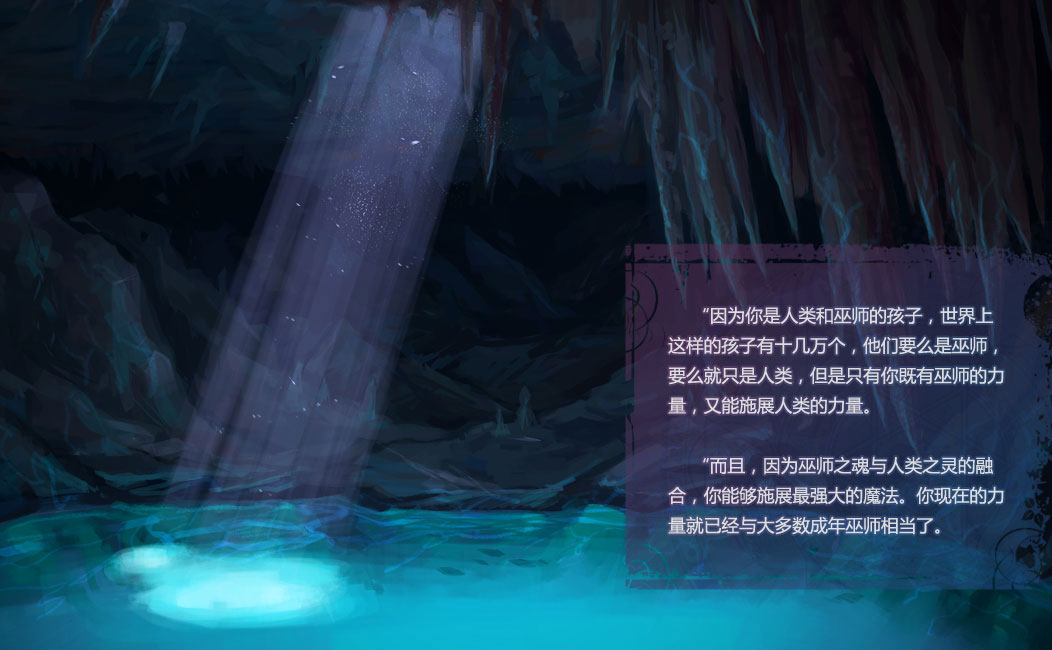 “因为你是人类和巫师的孩子，世界上
这样的孩子有十几万个，他们要么是巫师，
要么就只是人类，但是只有你既有巫师的力
量，又能施展人类的力量。
“而且，因为巫师之魂与人类之灵的融
合，你能够施展最强大的魔法。你现在的力
量就已经与大多数成年巫师相当了。